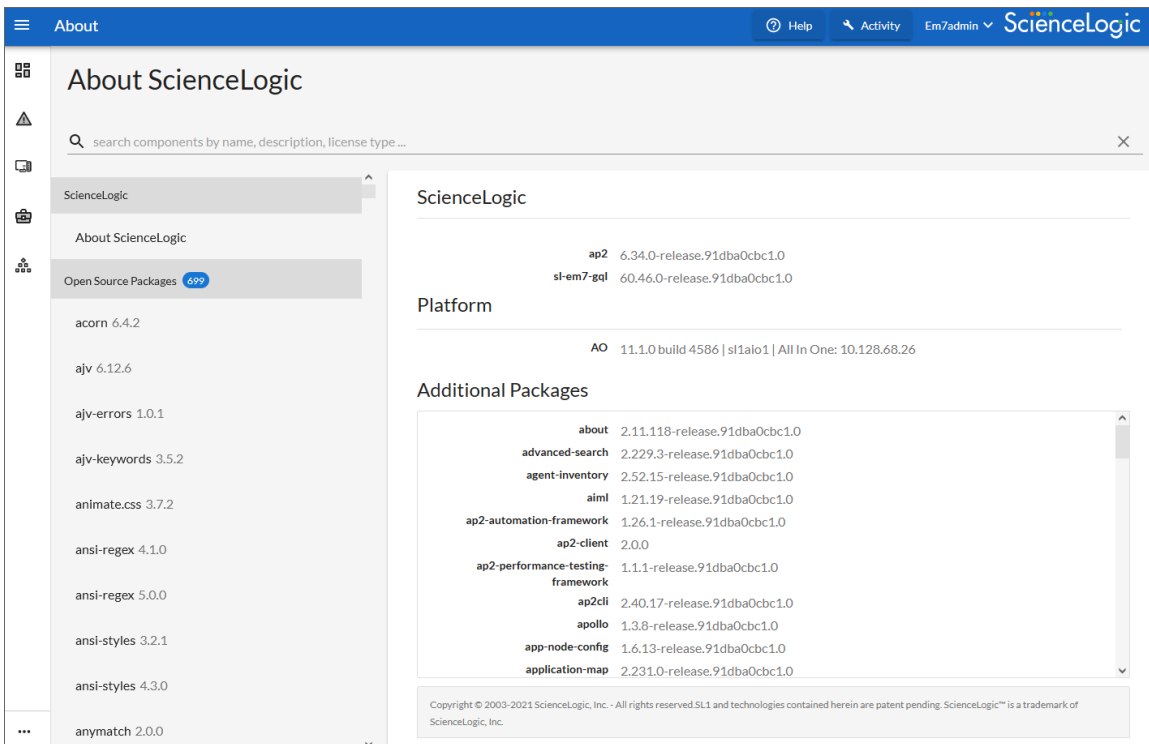 About
Help
Activity
Em7admin
ScienceLogic
About ScienceLogic
search components by name, description, license type ...
ScienceLogic
About ScienceLogic
Open Source Packages 699
acorn 6.4.2
ajv 6.12.6
ajv-errors 1.0.1
ajv-keywords 3.5.2
animate.css 3.7.2
ansi-regex 4.1.0
ansi-regex 5.0.0
ansi-styles 3.2.1
ansi-styles 4.3.0
anymatch 2.0.0
ScienceLogic
ap2 6.34.0-release.91dba0cbc1.0
sl-em7-gql 60.46.0-release.91dba0cbc1.0
Platform
AO 11.1.0 build 4586 | sl1aio1 | All In One: 10.128.68.26
Additional Packages
about 2.11.118-release.91dba0cbc1.0
advanced-search 2.229.3-release.91dba0cbc1.0
agent-inventory 2.52.15-release.91dba0cbc1.0
aiml 1.21.19-release.91dba0cbc1.0
ap2-automation-framework 1.26.1-release.91dba0cbc1.0
ap2-client 2.0.0
ap2-performance-testing- 1.1.1-release.91dba0cbc1.0
framework
ap2cli 2.40.17-release.91dba0cbc1.0
apollo 1.3.8-release.91dba0cbc1.0
app-node-config 1.6.13-release.91dba0cbc1.0
application-map 2.231.0-release.91dba0cbc1.0
Copyright © 2003-2021 ScienceLogic, Inc. - All rights reserved.SL1 and technologies contained herein are patent pending. ScienceLogic™ is a trademark of
ScienceLogic, Inc.